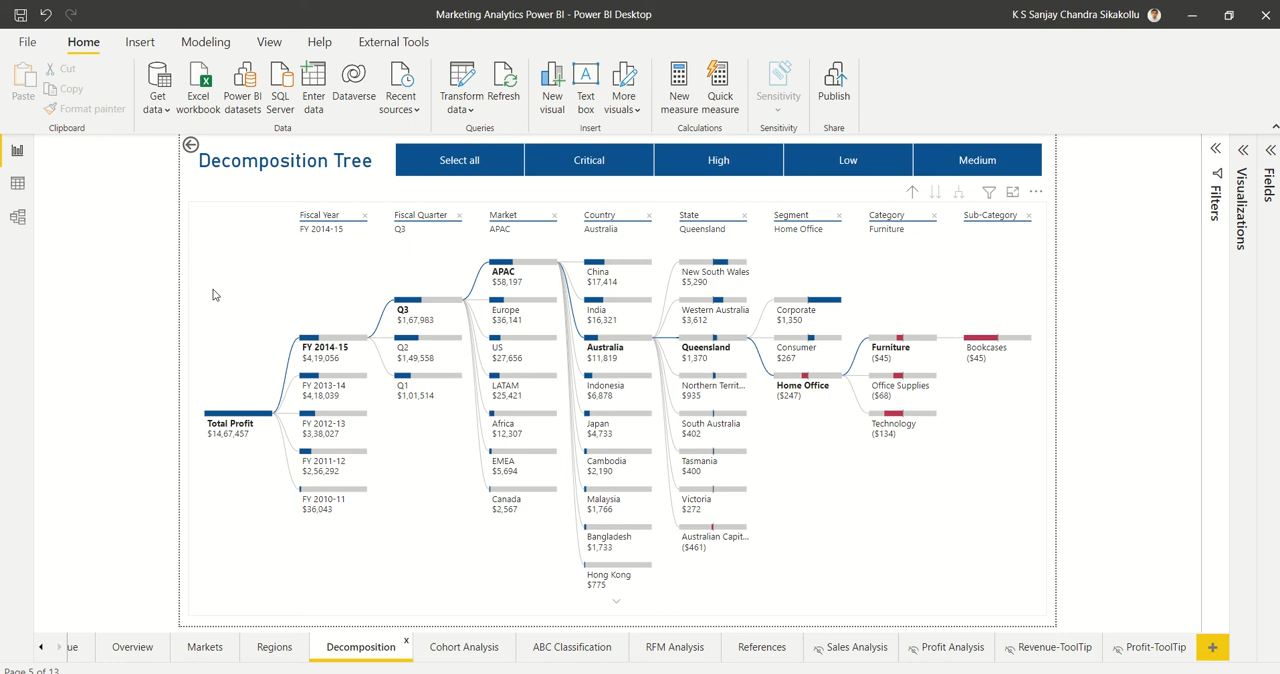 Marketing Analytics Power BI - Power BI Desktop
K S Sanjay Chandra Sikakollu
File Home Insert Modeling View Help External Tools
Paste
Cut
Copy
Format painter
Clipboard
Get data
Excel workbook
Power BI datasets
SQL Server
Enter data
Dataverse
Recent sources
Data
Transform data
Refresh
Queries
New visual
Text box
More visuals
Insert
New measure
Quick measure
Calculations
Sensitivity
Sensitivity
Publish
Share
Decomposition Tree
Select all Critical High Low Medium
Fiscal Year × Fiscal Quarter × Market × Country × State × Segment × Category × Sub-Category ×
FY 2014-15 Q3 APAC Australia Queensland Home Office Furniture
Total Profit
$14,67,457
FY 2014-15
$4,19,056
FY 2013-14
$4,18,039
FY 2012-13
$3,38,027
FY 2011-12
$2,56,292
FY 2010-11
$36,043
Q3
$1,67,983
Q2
$1,49,558
Q1
$1,01,514
APAC
$58,197
Europe
$36,141
US
$27,656
LATAM
$25,421
Africa
$12,307
EMEA
$5,694
Canada
$2,567
China
$17,414
India
$16,321
Australia
$11,819
Indonesia
$6,878
Japan
$4,733
Cambodia
$2,190
Malaysia
$1,766
Bangladesh
$1,733
Hong Kong
$775
New South Wales
$5,290
Western Australia
$3,612
Queensland
$1,370
Northern Territ...
$935
South Australia
$402
Tasmania
$400
Victoria
$272
Australian Capit...
($461)
Corporate
$1,350
Consumer
$267
Home Office
($247)
Furniture
($45)
Office Supplies
($68)
Technology
($134)
Bookcases
($45)
Filters
Visualizations
Fields
ue Overview Markets Regions Decomposition x Cohort Analysis ABC Classification RFM Analysis References Sales Analysis Profit Analysis Revenue-ToolTip Profit-ToolTip +
Page 5 of 13